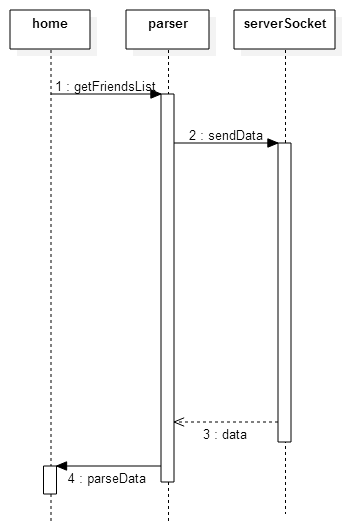 home
parser
serverSocket
1 : getFriendsList
2 : sendData
3 : data
4 : parseData